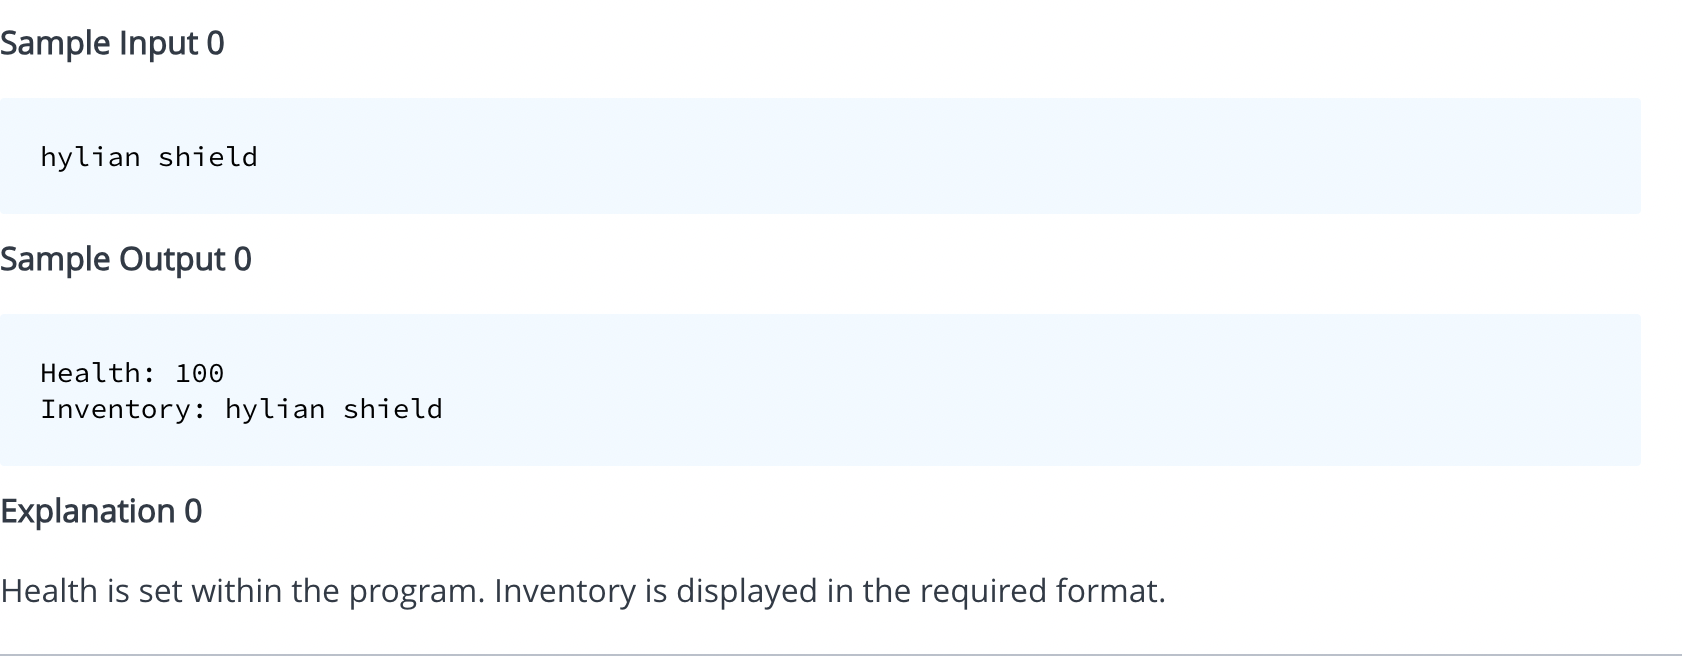 Sample Input 0
hylian shield
Sample Output 0
Health: 100
Inventory: hylian shield
Explanation 0
Health is set within the program. Inventory is displayed in the required format.